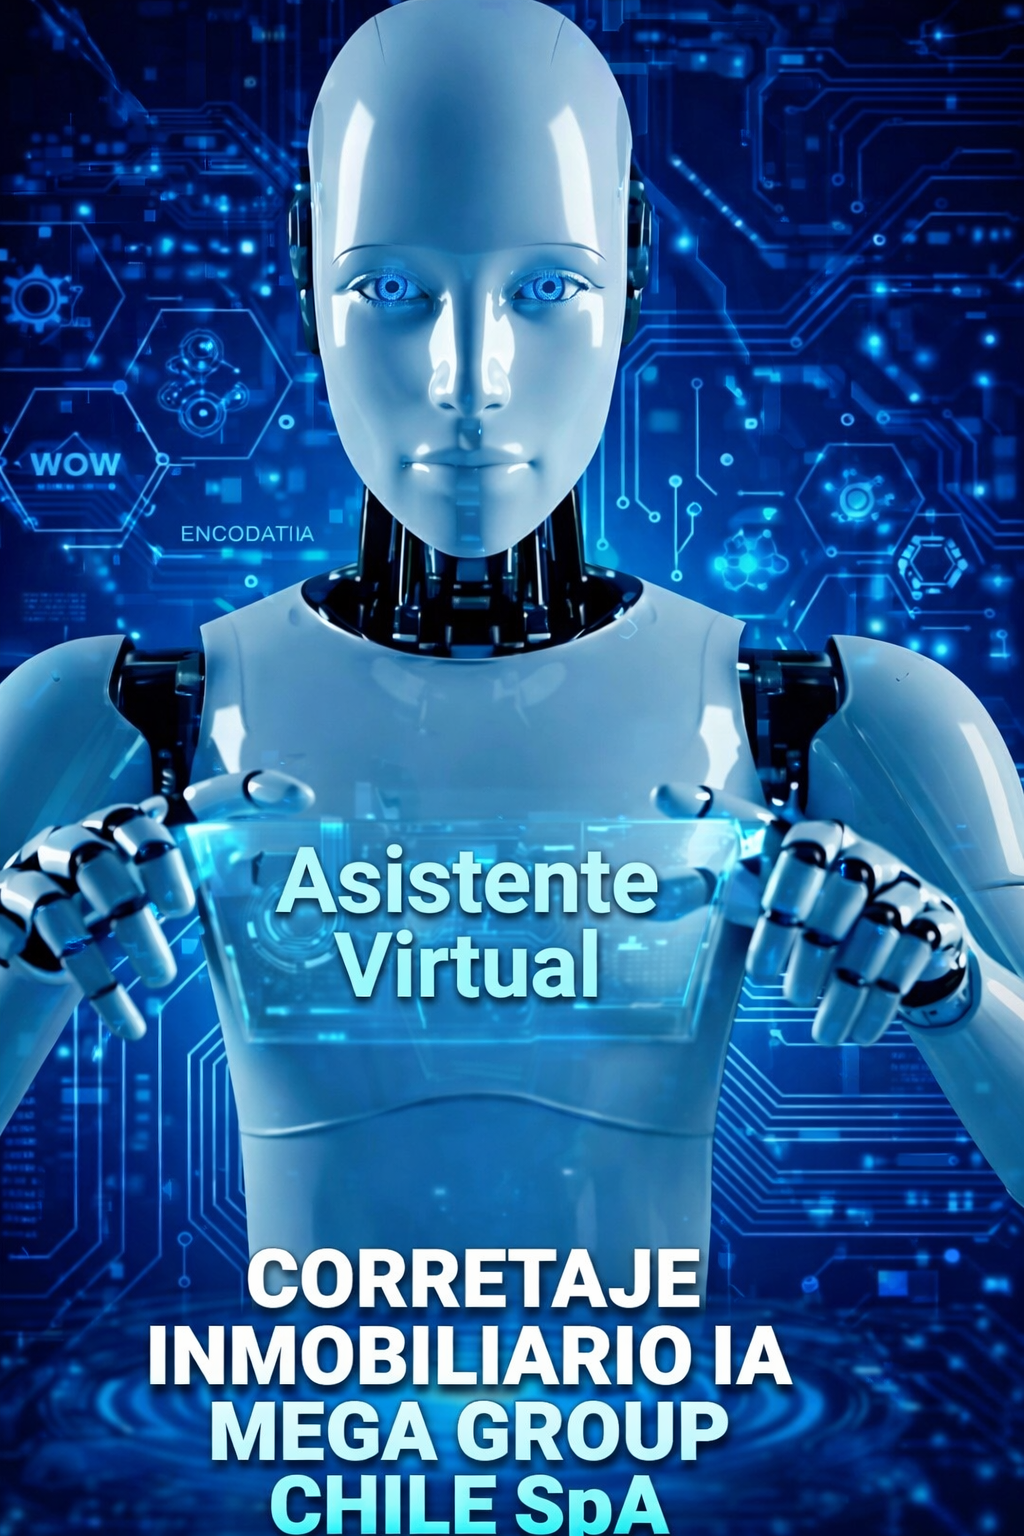 WOW
ENCODATIIA
Asistente
Virtual
CORRETAJE
INMOBILIARIO IA
MEGA GROUP
CHILE SpA